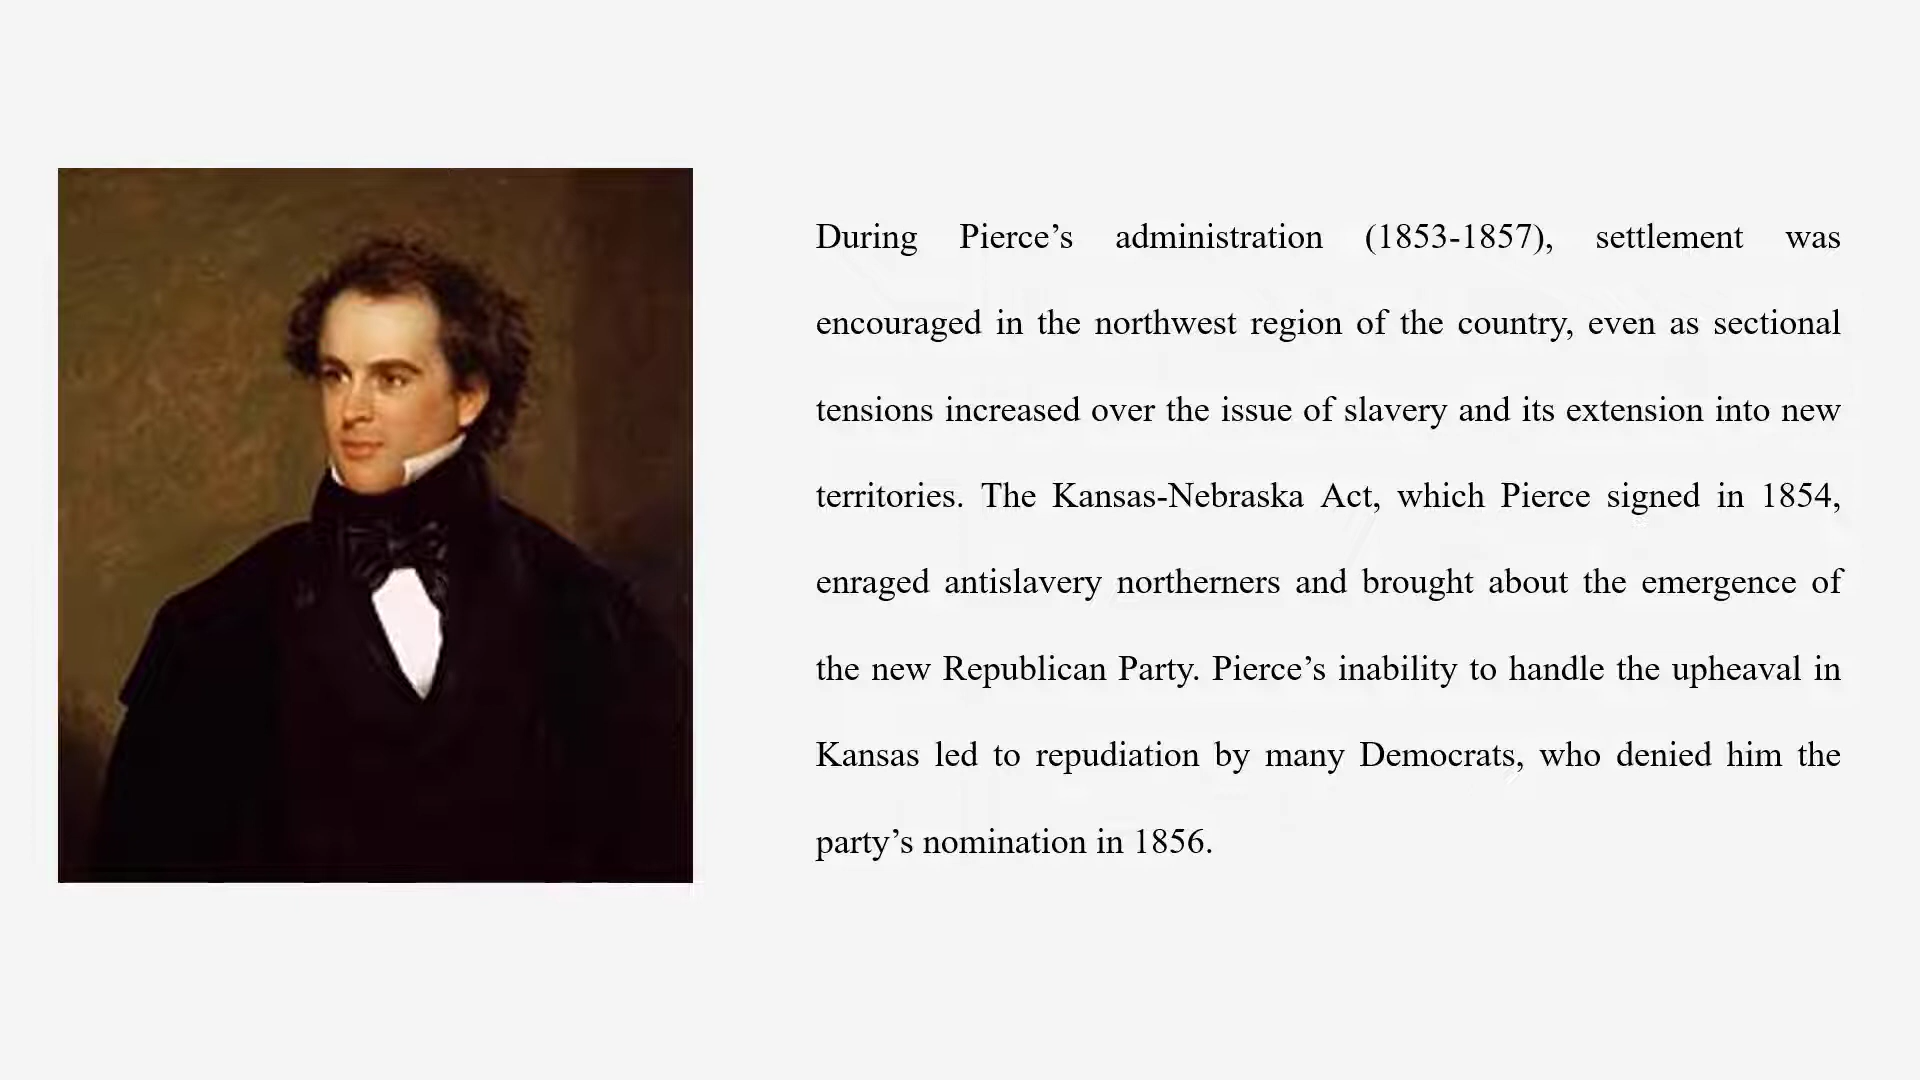 During Pierce’s administration (1853-1857), settlement was
encouraged in the northwest region of the country, even as sectional
tensions increased over the issue of slavery and its extension into new
territories. The Kansas-Nebraska Act, which Pierce signed in 1854,
enraged antislavery northerners and brought about the emergence of
the new Republican Party. Pierce’s inability to handle the upheaval in
Kansas led to repudiation by many Democrats, who denied him the
party’s nomination in 1856.